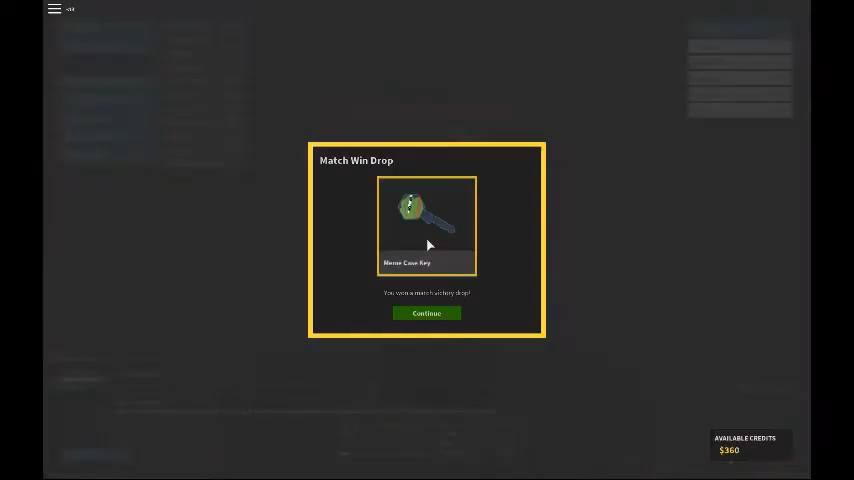 Match Win Drop
Meme Case Key
You won a match victory drop!
Continue
AVAILABLE CREDITS
$360